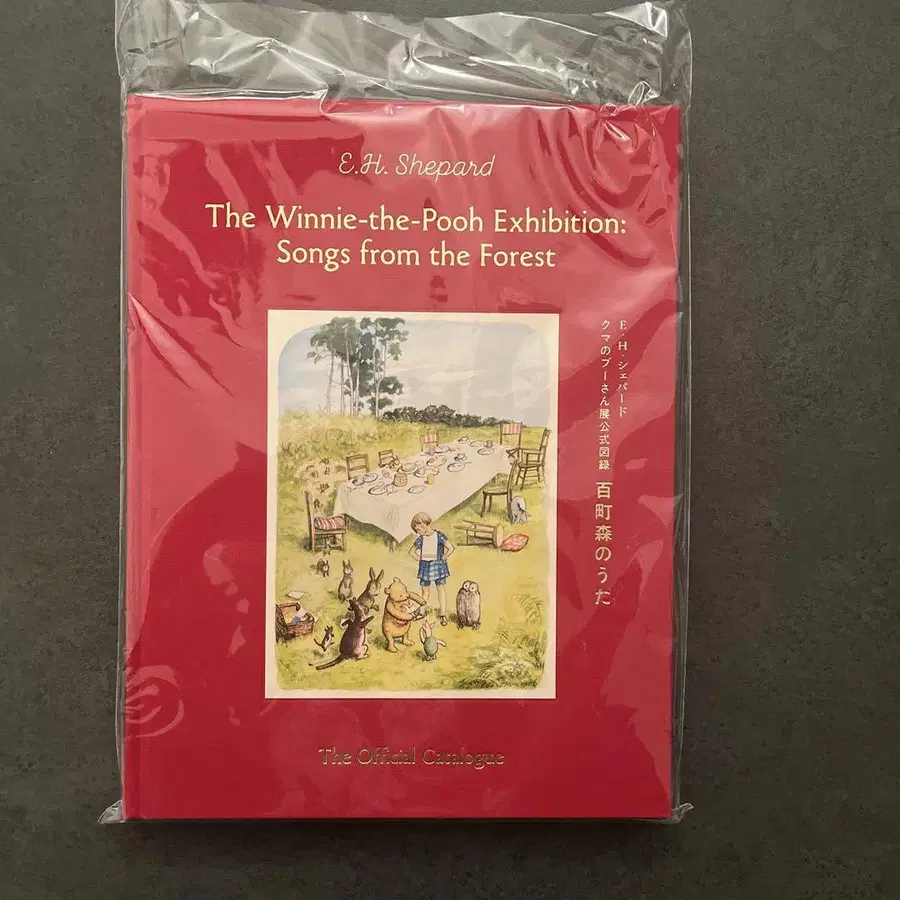 E.H. Shepard
The Winnie-the-Pooh Exhibition:
Songs from the Forest
E・H・シェパード
クマのプーさん展公式図録
百町森のうた
The Official Catalogue